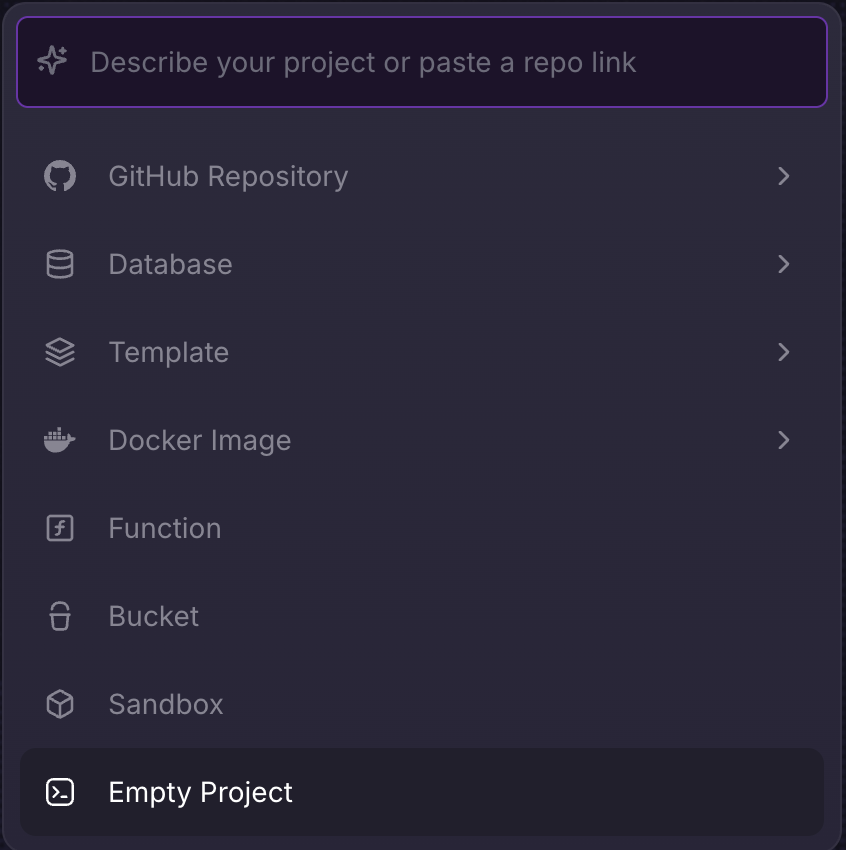 Describe your project or paste a repo link
GitHub Repository
Database
Template
Docker Image
Function
Bucket
Sandbox
Empty Project